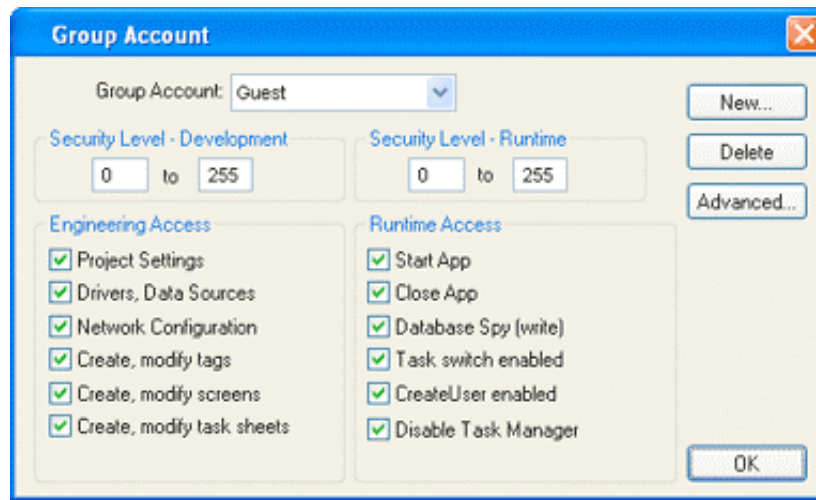 Group Account
Group Account: Guest
New...
Security Level - Development
Security Level - Runtime
0 to 255
0 to 255
Delete
Advanced...
Engineering Access
Runtime Access
Project Settings
Start App
Drivers, Data Sources
Close App
Network Configuration
Database Spy (write)
Create, modify tags
Task switch enabled
Create, modify screens
CreateUser enabled
Create, modify task sheets
Disable Task Manager
OK